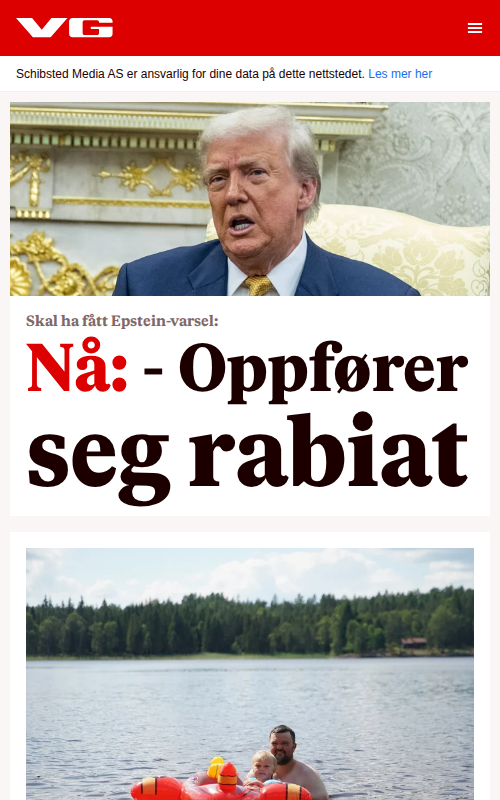 VG
Schibsted Media AS er ansvarlig for dine data på dette nettstedet. Les mer her
Skal ha fått Epstein-varsel:
Nå: - Oppfører
seg rabiat